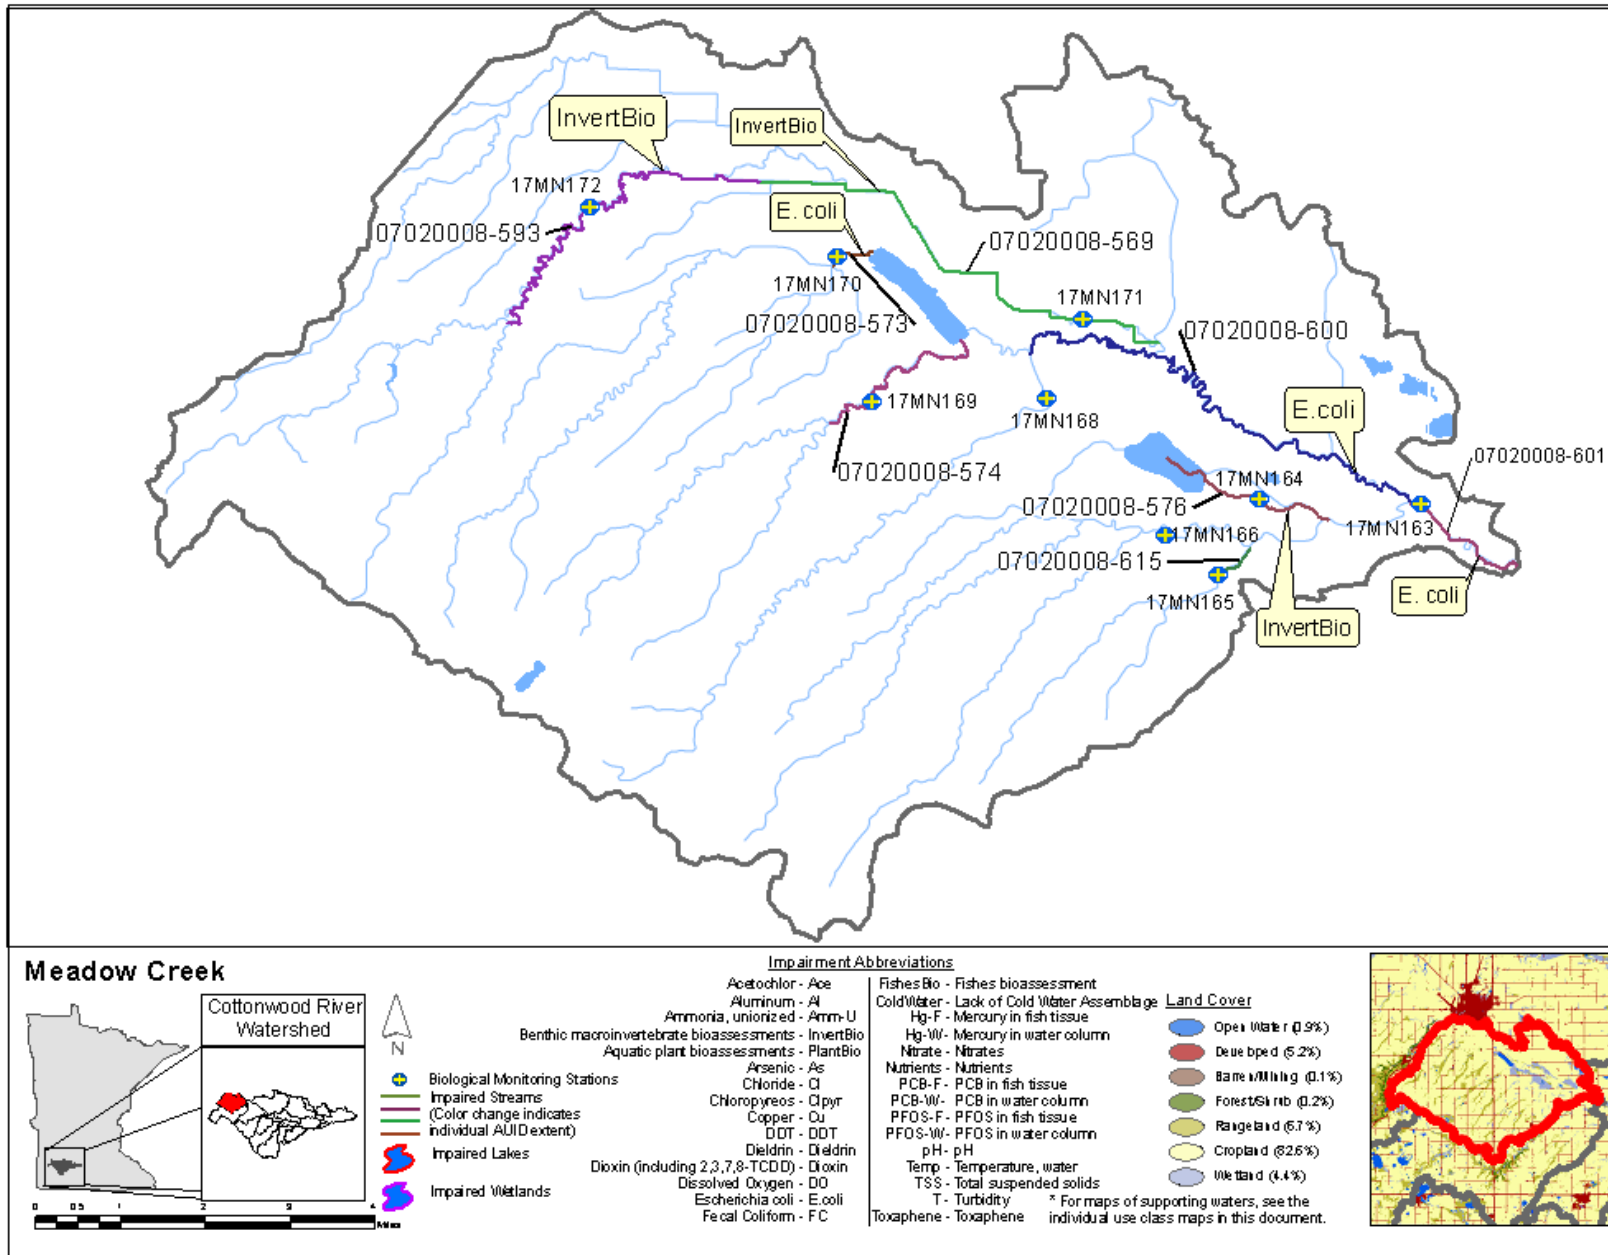 InvertBio
InvertBio
17MN172
E. coli
07020008-593
07020008-569
17MN170
17MN171
07020008-573
07020008-600
17MN169
17MN168
E.coli
07020008-601
07020008-574
17MN164
07020008-576
17MN163
17MN166
07020008-615
17MN165
E. coli
InvertBio
Meadow Creek
Cottonwood River
Watershed
N
Biological Monitoring Stations
Impaired Streams
(Color change indicates
individual AUID extent)
Impaired Lakes
Impaired Wetlands
0 0.5 1 2 3 4
Miles
Impairment Abbreviations
Acetochlor - Ace
Aluminum - Al
Ammonia, unionized - Amm-U
Benthic macroinvertebrate bioassessments - InvertBio
Aquatic plant bioassessments - PlantBio
Arsenic - As
Chloride - Cl
Chloropyreos - Clpyr
Copper - Cu
DDT - DDT
Dieldrin - Dieldrin
Dioxin (including 2,3,7,8-TCDD) - Dioxin
Dissolved Oxygen - DO
Escherichia coli - E.coli
Fecal Coliform - FC
FishesBio - Fishes bioassessment
ColdWater - Lack of Cold Water Assemblage
Hg-F - Mercury in fish tissue
Hg-W - Mercury in water column
Nitrate - Nitrates
Nutrients - Nutrients
PCB-F - PCB in fish tissue
PCB-W - PCB in water column
PFOS-F - PFOS in fish tissue
PFOS-W - PFOS in water column
pH - pH
Temp - Temperature, water
TSS - Total suspended solids
T - Turbidity
Toxaphene - Toxaphene
Land Cover
Open Water (0.9%)
Developed (5.2%)
Barren/Mining (0.1%)
Forest/Shrub (0.2%)
Rangeland (6.7%)
Cropland (82.6%)
Wetland (4.4%)
* For maps of supporting waters, see the
individual use class maps in this document.